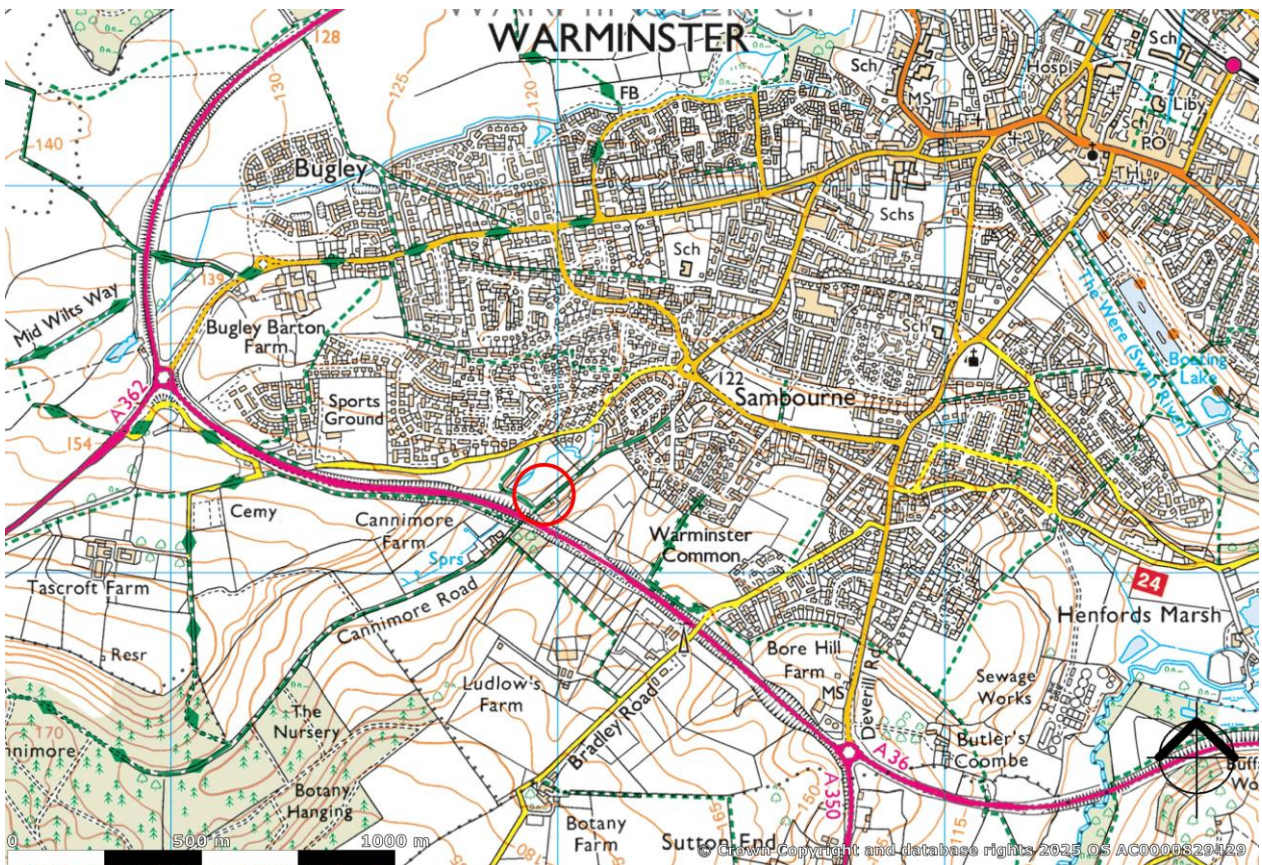 WARMINSTER
128
Sch
Sch
Hospl
MS
130
125
120
FB
Liby
Sch
PO
TH
140
Bugley
Schs
Sch
139
Mid Wilts Way
Bugley Barton
Farm
Sch
The Were (Swan River)
Boating
Lake
A 362
122
Sambourne
Sports
Ground
154
Cemy
Cannimore
Farm
Sprs
Warminster
Common
Tascroft Farm
Cannimore Road
24
Henfords Marsh
Resr
Ludlow's
Farm
Bore Hill
Farm
MS
Deverill Rd
Sewage
Works
170
The
Nursery
Bradley Road
Butler's
Coombe
A 36
A 350
Botany
Hanging
Botany
Farm
165
150
115
Sutton End
0 500 m 1000 m
© Crown Copyright and database rights 2025 OS AC0000829429